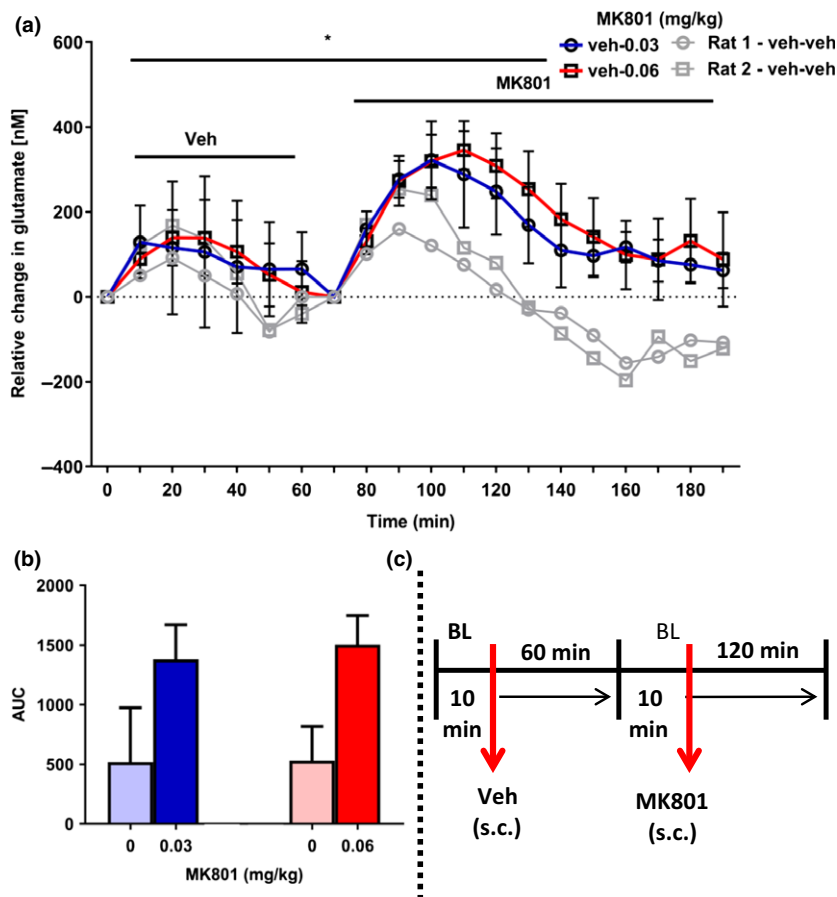 (a)
MK801 (mg/kg)
veh-0.03 Rat 1 - veh-veh
veh-0.06 Rat 2 - veh-veh
*
MK801
Veh
Relative change in glutamate [nM]
600
400
200
0
−200
−400
0 20 40 60 80 100 120 140 160 180
Time (min)
(b)
AUC
2000
1500
1000
500
0
0 0.03 0 0.06
MK801 (mg/kg)
(c)
BL BL
60 min 120 min
10 10
min min
Veh MK801
(s.c.) (s.c.)